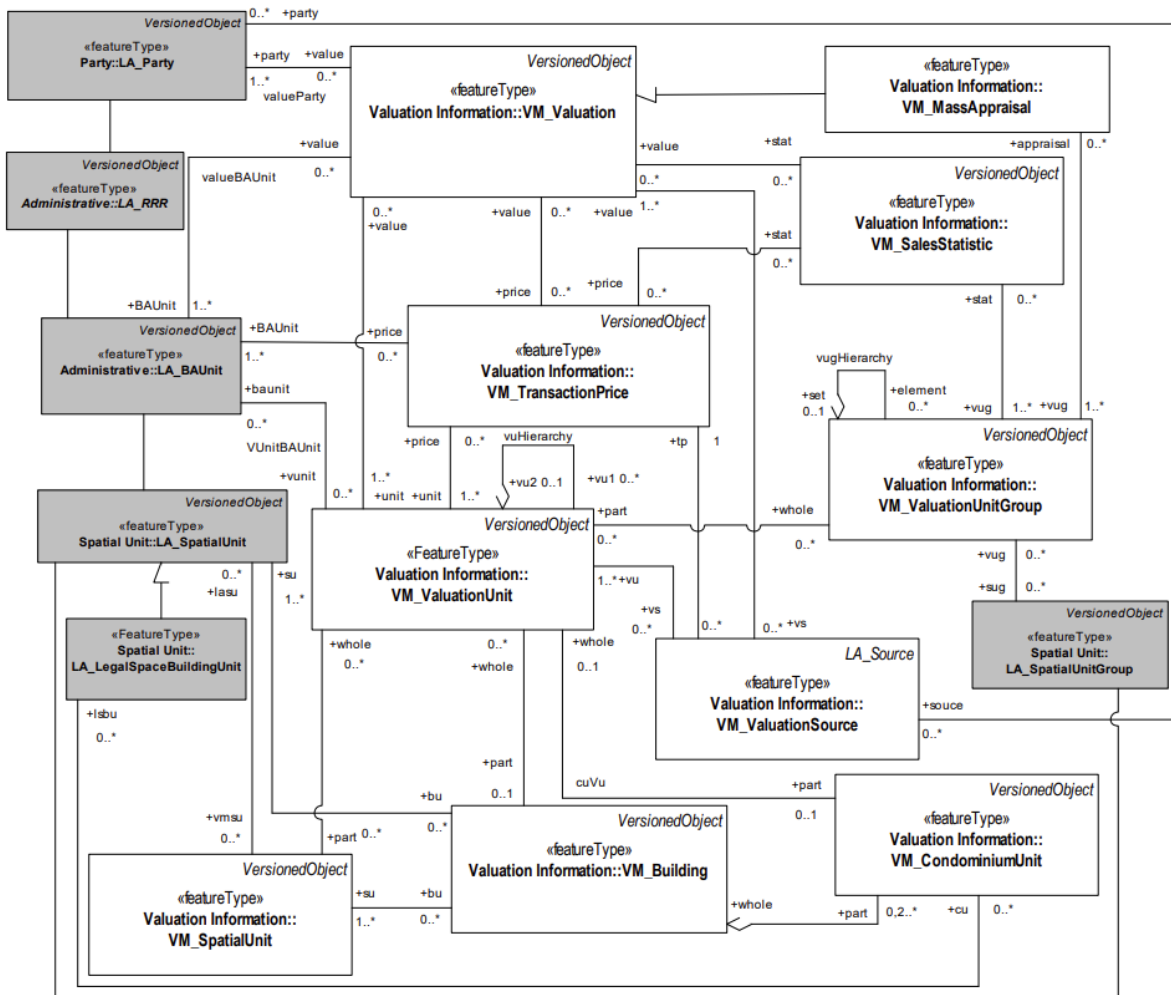 0..* +party
VersionedObject
«featureType»
Party::LA_Party
+party +value
1..* 0..*
valueParty
VersionedObject
«featureType»
Valuation Information::VM_Valuation
«featureType»
Valuation Information::
VM_MassAppraisal
+appraisal 0..*
VersionedObject
«featureType»
Administrative::LA_RRR
+value
valueBAUnit 0..*
+value +stat
0..* 0..*
1..*
VersionedObject
«featureType»
Valuation Information::
VM_SalesStatistic
0..* +value 0..* +value
+value
+stat
0..*
+stat 0..*
+BAUnit 1..*
+price 0..* +price 0..*
VersionedObject
«featureType»
Administrative::LA_BAUnit
+BAUnit +price
1..* 0..*
VersionedObject
«featureType»
Valuation Information::
VM_TransactionPrice
vugHierarchy
+set +element
0..1 0..*
+vug 1..* +vug 1..*
+baunit
0..*
VUnitBAUnit
+vunit 0..*
1..*
+unit +unit 1..*
+price 0..*
vuHierarchy
+vu2 0..1 +vu1 0..*
+tp 1
VersionedObject
«featureType»
Valuation Information::
VM_ValuationUnitGroup
VersionedObject
«featureType»
Spatial Unit::LA_SpatialUnit
VersionedObject
«FeatureType»
Valuation Information::
VM_ValuationUnit
+part +whole
0..* 0..*
+vug 0..*
+sug 0..*
0..* +su
+lasu 1..*
1..* +vu
+vs
0..* 0..* 0..* +vs
«FeatureType»
Spatial Unit::
LA_LegalSpaceBuildingUnit
VersionedObject
«featureType»
Spatial Unit::
LA_SpatialUnitGroup
+whole 0..* +whole
0..* +whole 0..1
LA_Source
«featureType»
Valuation Information::
VM_ValuationSource
+souce
0..*
+lsbu
0..*
+part
0..1
cuVu +part
0..1
VersionedObject
«featureType»
Valuation Information::
VM_CondominiumUnit
+vmsu
0..*
+part 0..* +bu
0..*
VersionedObject
«featureType»
Valuation Information::VM_Building
VersionedObject
«featureType»
Valuation Information::
VM_SpatialUnit
+su +bu
1..* 0..*
+whole
+part 0,2..* +cu 0..*